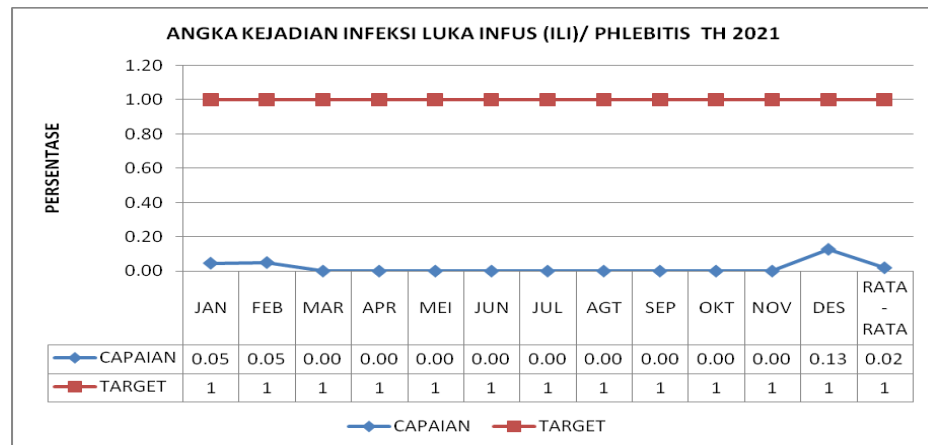 ANGKA KEJADIAN INFEKSI LUKA INFUS (ILI)/ PHLEBITIS TH 2021
PERSENTASE
1.20
1.00
0.80
0.60
0.40
0.20
0.00
JAN FEB MAR APR MEI JUN JUL AGT SEP OKT NOV DES RATA
-
RATA
CAPAIAN 0.05 0.05 0.00 0.00 0.00 0.00 0.00 0.00 0.00 0.00 0.00 0.13 0.02
TARGET 1 1 1 1 1 1 1 1 1 1 1 1 1
CAPAIAN TARGET